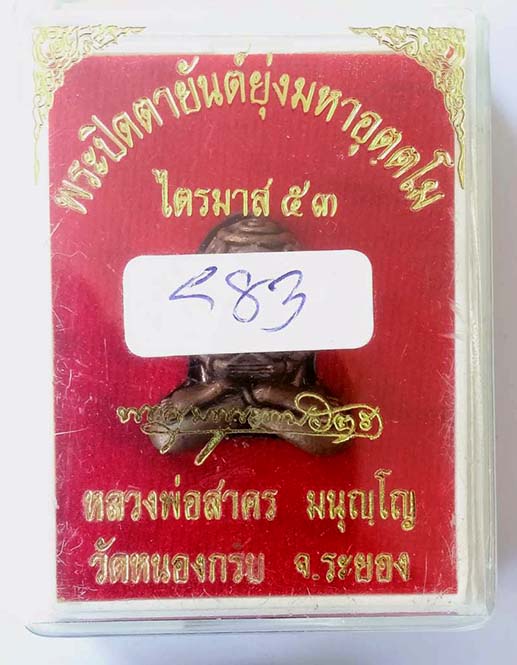 พระปิดตายันต์ยุ่งมหาอุตฺตโม
ไตรมาส ๕๓
หลวงพ่อสาคร มนุญฺโญ
วัดหนองกรับ จ.ระยอง